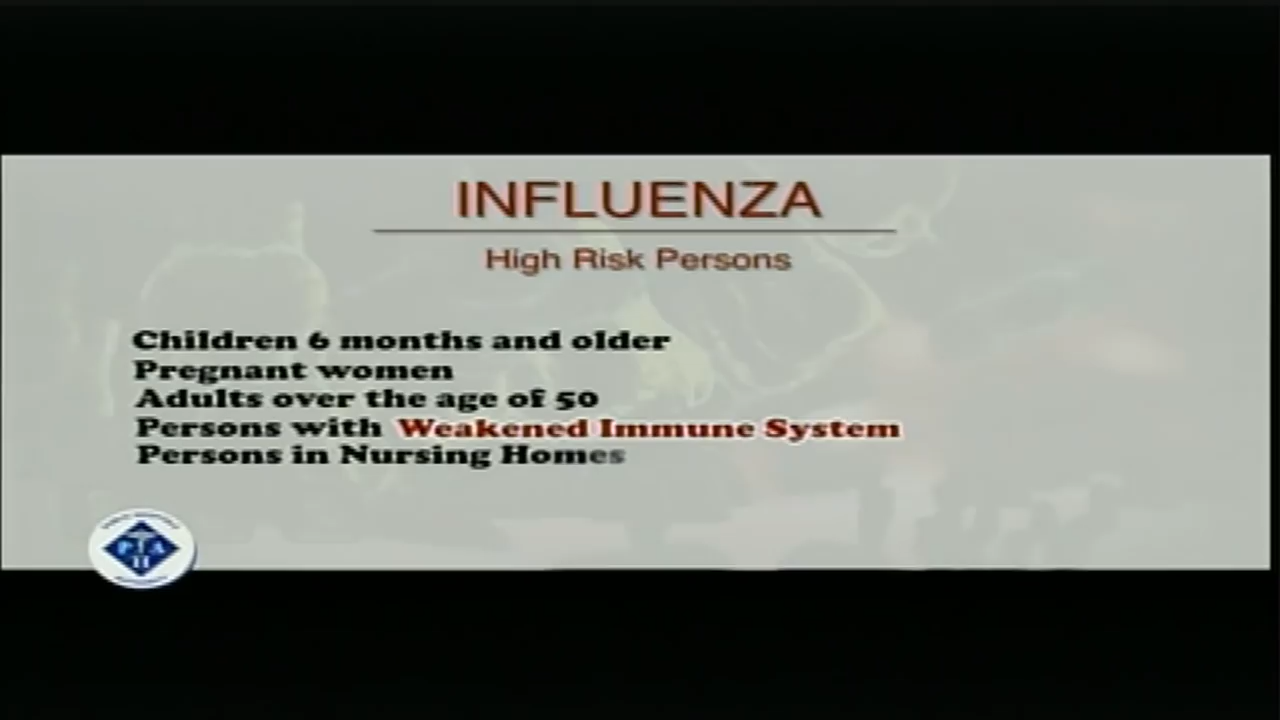 INFLUENZA
High Risk Persons
Children 6 months and older
Pregnant women
Adults over the age of 50
Persons with Weakened Immune System
Persons in Nursing Homes